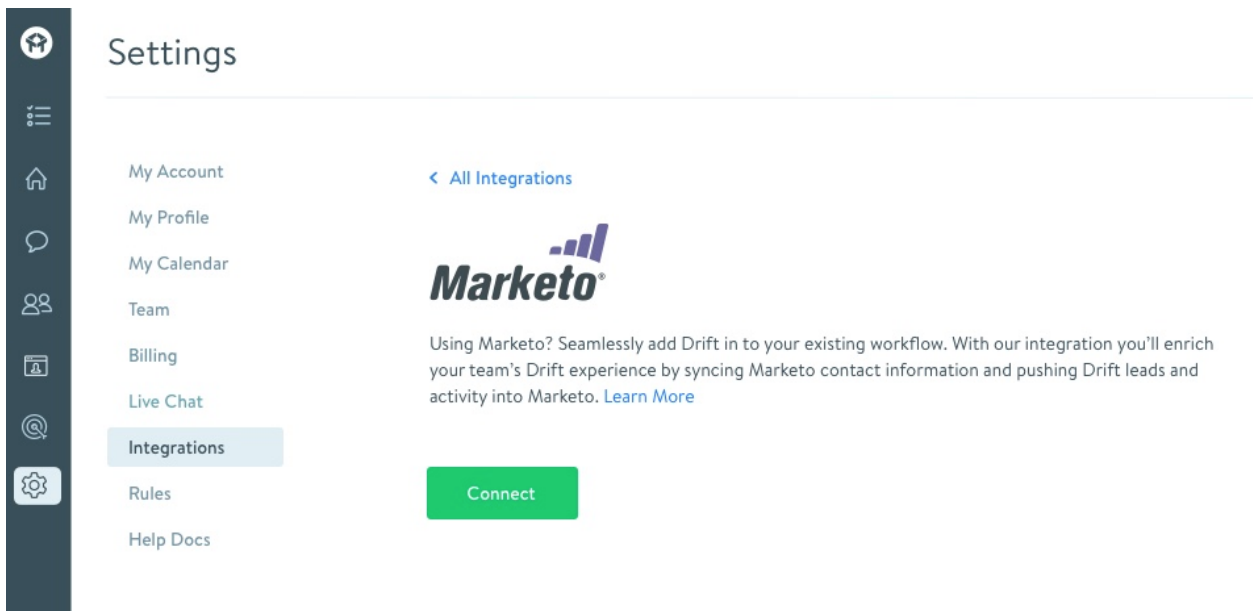 Settings
My Account
My Profile
My Calendar
Team
Billing
Live Chat
Integrations
Rules
Help Docs
All Integrations
Marketo®
Using Marketo? Seamlessly add Drift in to your existing workflow. With our integration you'll enrich
your team's Drift experience by syncing Marketo contact information and pushing Drift leads and
activity into Marketo. Learn More
Connect